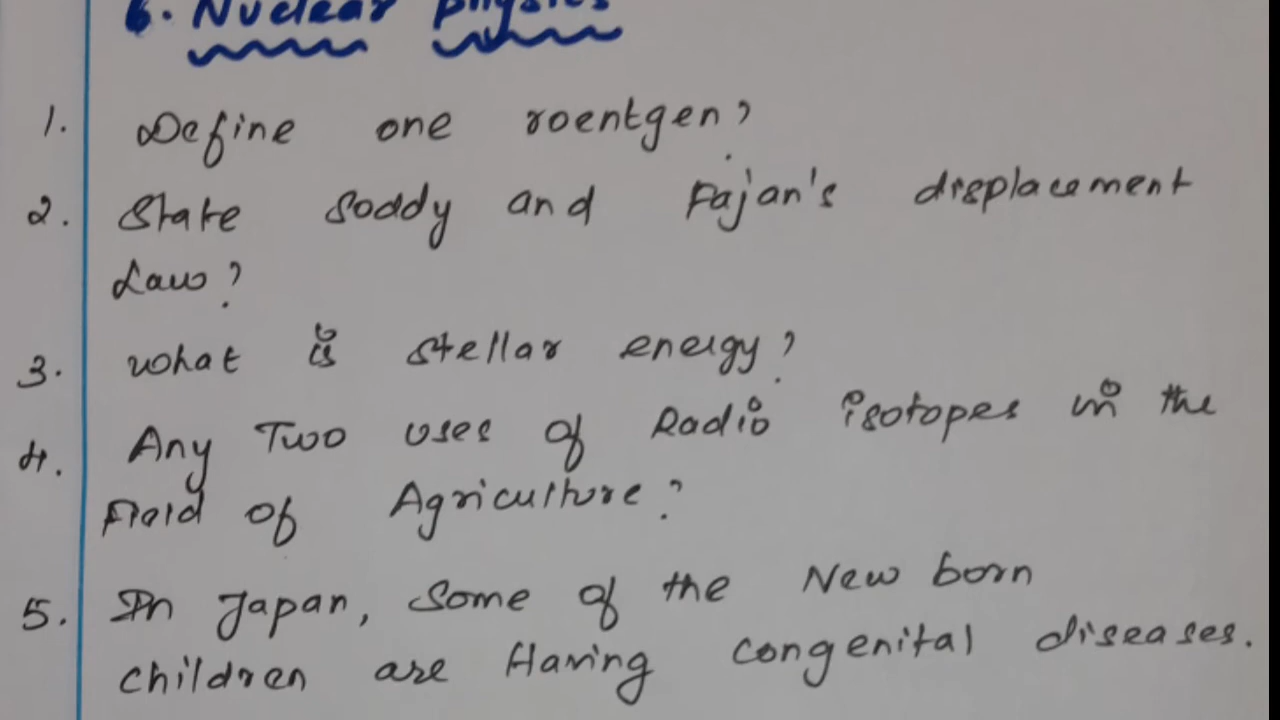 6. Nuclear physics
1. Define one roentgen?
2. State Soddy and Fajan's displacement
Law?
3. What is stellar energy?
4. Any Two uses of Radio isotopes in the
Field of Agriculture?
5. In Japan, Some of the New born
children are Having congenital diseases.